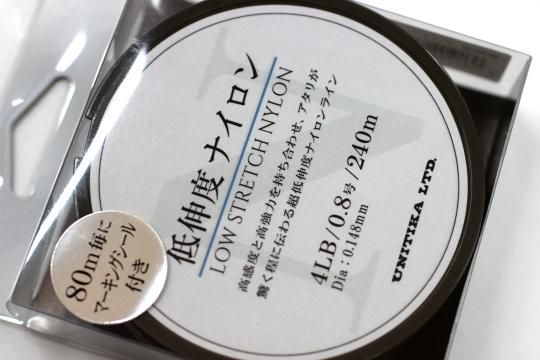 低伸度ナイロン
LOW STRETCH NYLON
高感度と高強力を持ち合わせ、アタリが
驚く程に伝わる超低伸度ナイロンライン
4LB/0.8号/240m
Dia：0.148mm
UNITIKA LTD.
80m毎に
マーキングシール
付き